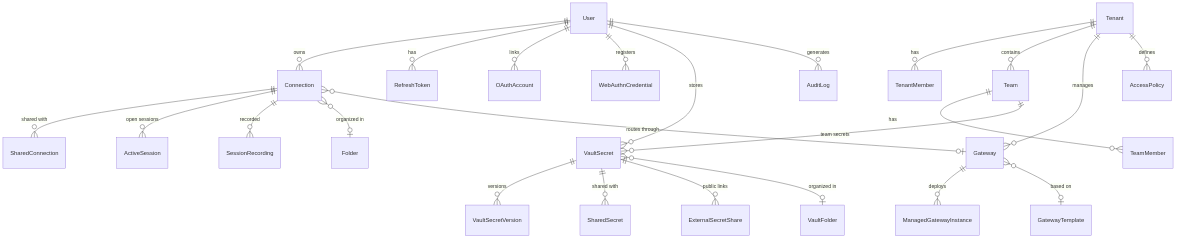 User
Tenant
owns
has
links
registers
stores
generates
has
contains
manages
defines
Connection
RefreshToken
OAuthAccount
WebAuthnCredential
AuditLog
TenantMember
Team
AccessPolicy
shared with
open sessions
recorded
organized in
routes through
team secrets
has
SharedConnection
ActiveSession
SessionRecording
Folder
VaultSecret
Gateway
TeamMember
versions
shared with
public links
organized in
deploys
based on
VaultSecretVersion
SharedSecret
ExternalSecretShare
VaultFolder
ManagedGatewayInstance
GatewayTemplate